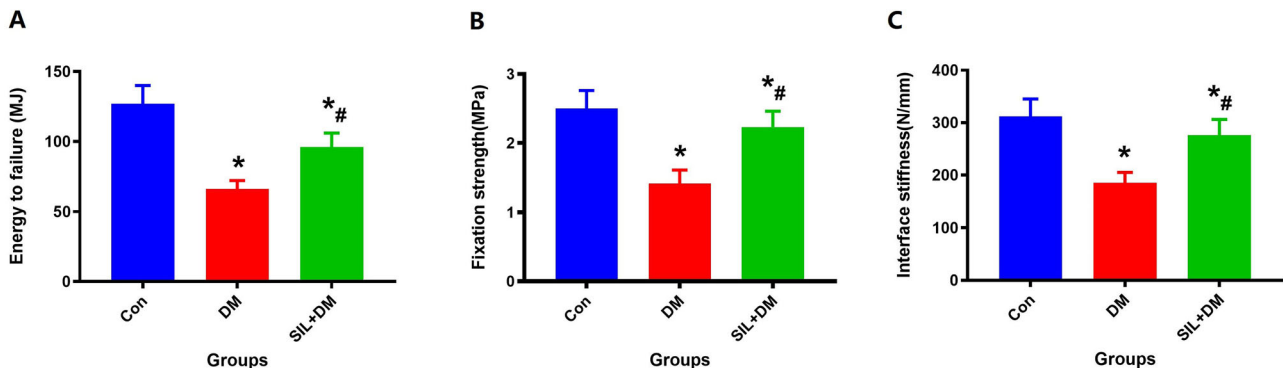 A
Energy to failure (MJ)
150
100
50
0
*
*#
Con
DM
SIL+DM
Groups
B
Fixation strength(MPa)
3
2
1
0
*
*#
Con
DM
SIL+DM
Groups
C
Interface stiffness(N/mm)
400
300
200
100
0
*
*#
Con
DM
SIL+DM
Groups